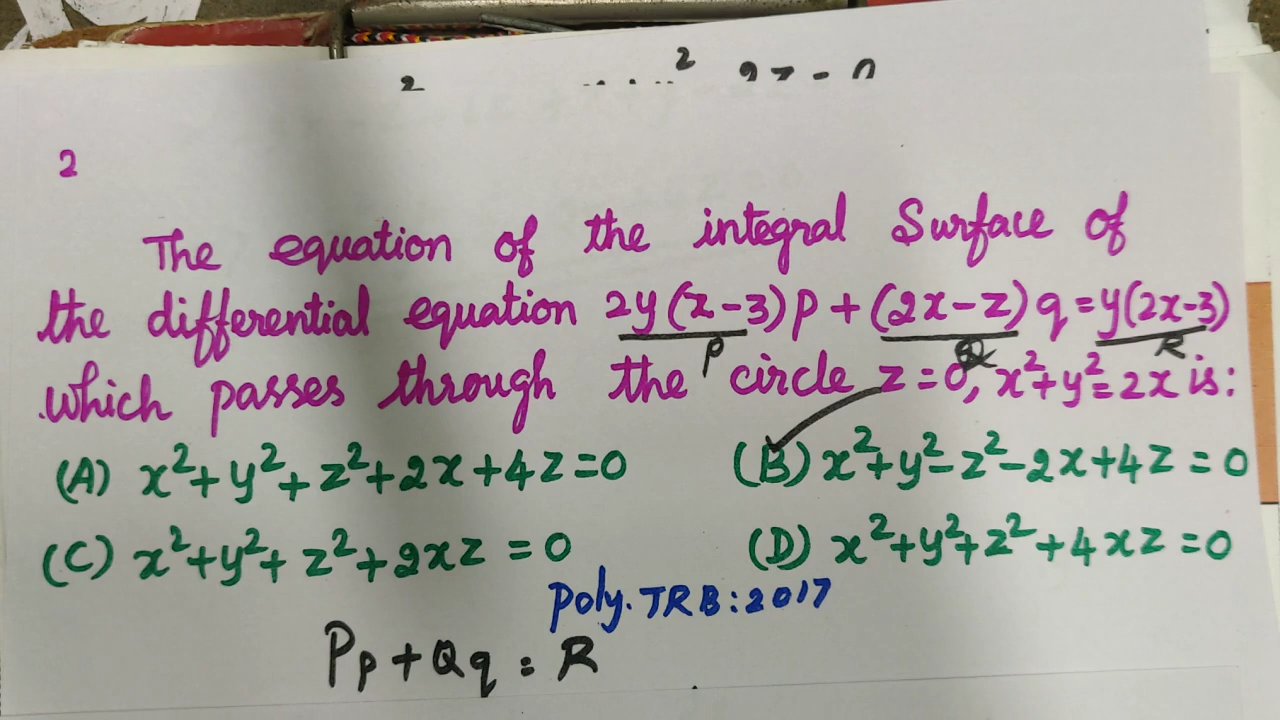 2
The equation of the integral Surface of
the differential equation 2y(z-3)p + (2x-z)q = y(2x-3)
P Q R
which passes through the circle z=0, x²+y²=2x is:
(A) x²+y²+z²+2x+4z=0 (B) x²+y²-z²-2x+4z=0
(C) x²+y²+z²+2xz=0 (D) x²+y²+z²+4xz=0
Poly.TRB:2017
Pp+Qq=R